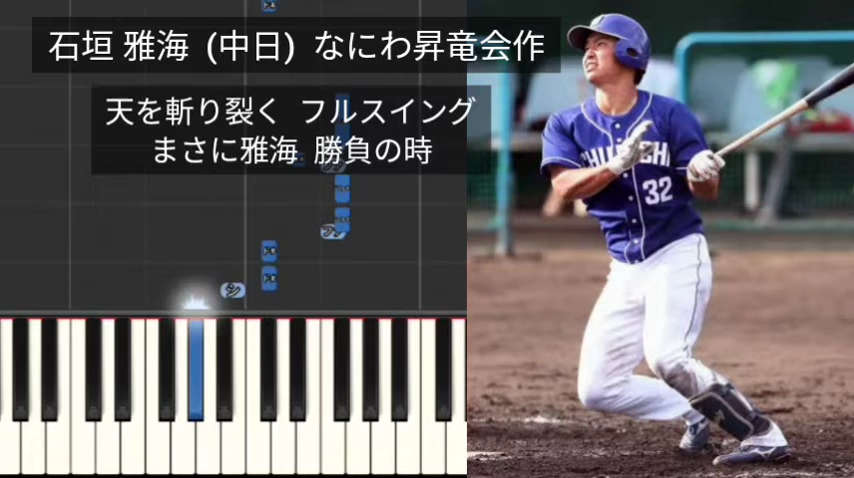 石垣 雅海 (中日) なにわ昇竜会作
天を斬り裂く フルスイング
まさに雅海 勝負の時
シ
32